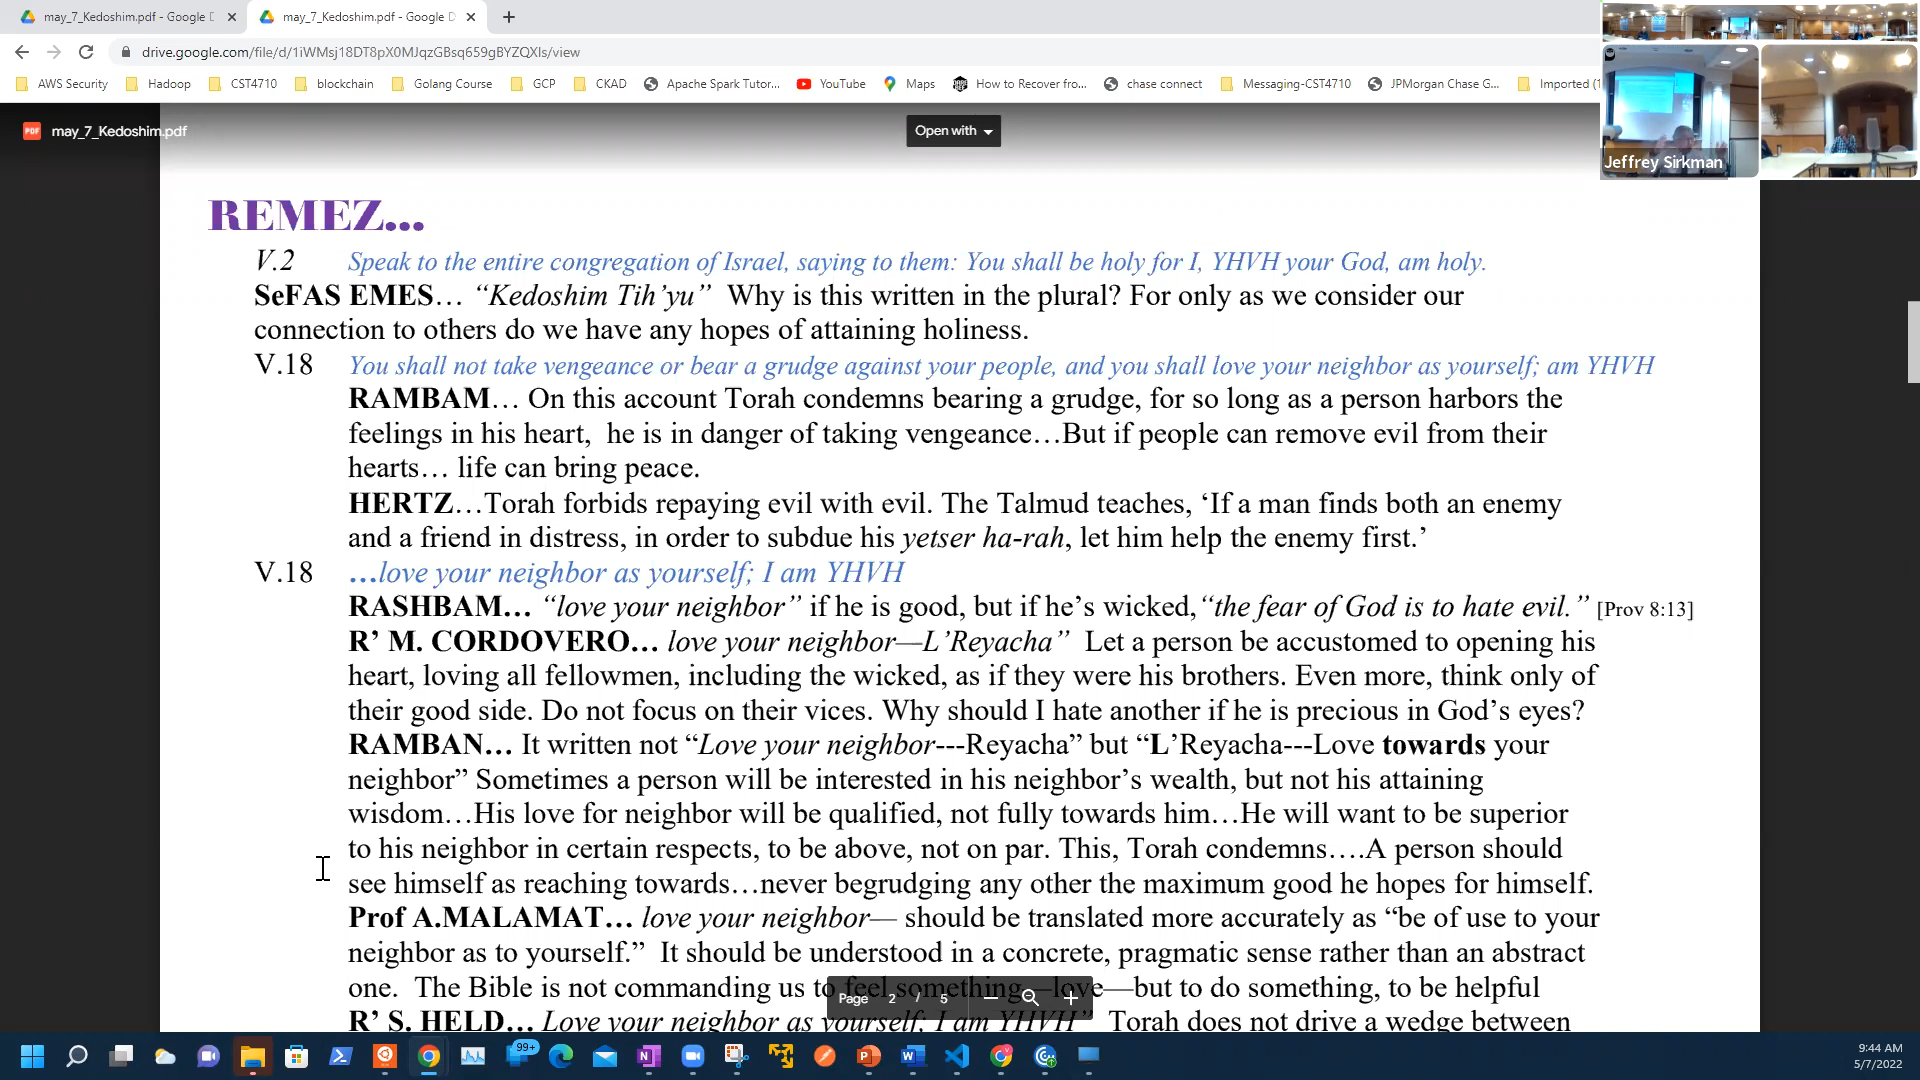 may_7_Kedoshim.pdf - Google D
may_7_Kedoshim.pdf - Google D
drive.google.com/file/d/1iWMsj18DT8pX0MJqzGBsq659gBYZQXIs/view
AWS Security Hadoop CST4710 blockchain Golang Course GCP CKAD Apache Spark Tutor... YouTube Maps How to Recover fro... chase connect Messaging-CST4710 JPMorgan Chase G... Imported (1
PDF may_7_Kedoshim.pdf
Open with
Jeffrey Sirkman
REMEZ...
V.2 Speak to the entire congregation of Israel, saying to them: You shall be holy for I, YHVH your God, am holy.
SeFAS EMES… “Kedoshim Tih’yu” Why is this written in the plural? For only as we consider our
connection to others do we have any hopes of attaining holiness.
V.18 You shall not take vengeance or bear a grudge against your people, and you shall love your neighbor as yourself; am YHVH
RAMBAM… On this account Torah condemns bearing a grudge, for so long as a person harbors the
feelings in his heart, he is in danger of taking vengeance…But if people can remove evil from their
hearts… life can bring peace.
HERTZ…Torah forbids repaying evil with evil. The Talmud teaches, ‘If a man finds both an enemy
and a friend in distress, in order to subdue his yetser ha-rah, let him help the enemy first.’
V.18 …love your neighbor as yourself; I am YHVH
RASHBAM… “love your neighbor” if he is good, but if he’s wicked,“the fear of God is to hate evil.” [Prov 8:13]
R’ M. CORDOVERO… love your neighbor—L’Reyacha” Let a person be accustomed to opening his
heart, loving all fellowmen, including the wicked, as if they were his brothers. Even more, think only of
their good side. Do not focus on their vices. Why should I hate another if he is precious in God’s eyes?
RAMBAN… It written not “Love your neighbor---Reyacha” but “L’Reyacha---Love towards your
neighbor” Sometimes a person will be interested in his neighbor’s wealth, but not his attaining
wisdom…His love for neighbor will be qualified, not fully towards him…He will want to be superior
to his neighbor in certain respects, to be above, not on par. This, Torah condemns….A person should
see himself as reaching towards…never begrudging any other the maximum good he hopes for himself.
Prof A.MALAMAT… love your neighbor— should be translated more accurately as “be of use to your
neighbor as to yourself.” It should be understood in a concrete, pragmatic sense rather than an abstract
one. The Bible is not commanding us to feel something—love—but to do something, to be helpful
Page 2 / 5
R’ S. HELD… Love your neighbor as yourself; I am YHVH” Torah does not drive a wedge between
99+
9:44 AM
5/7/2022